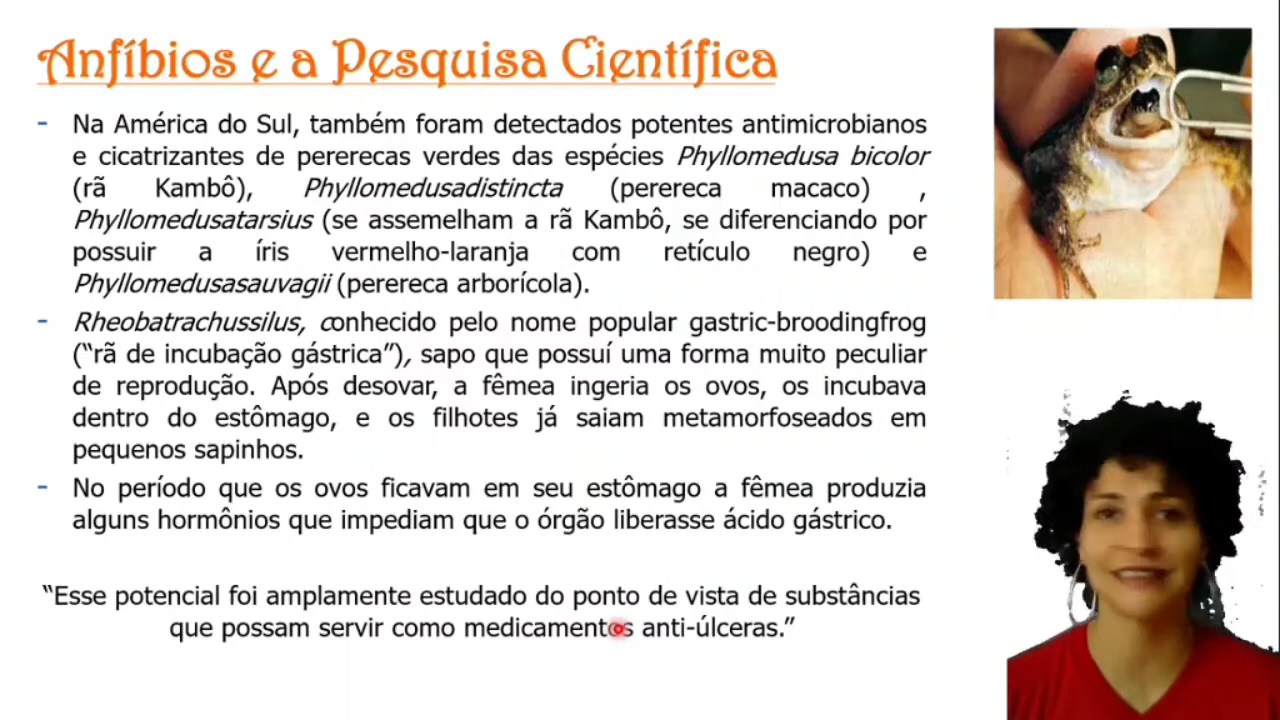 Anfíbios e a Pesquisa Científica
- Na América do Sul, também foram detectados potentes antimicrobianos
e cicatrizantes de pererecas verdes das espécies Phyllomedusa bicolor
(rã Kambô), Phyllomedusadistincta (perereca macaco) ,
Phyllomedusatarsius (se assemelham a rã Kambô, se diferenciando por
possuir a íris vermelho-laranja com retículo negro) e
Phyllomedusasauvagii (perereca arborícola).
- Rheobatrachussilus, conhecido pelo nome popular gastric-broodingfrog
(“rã de incubação gástrica”), sapo que possuí uma forma muito peculiar
de reprodução. Após desovar, a fêmea ingeria os ovos, os incubava
dentro do estômago, e os filhotes já saiam metamorfoseados em
pequenos sapinhos.
- No período que os ovos ficavam em seu estômago a fêmea produzia
alguns hormônios que impediam que o órgão liberasse ácido gástrico.
“Esse potencial foi amplamente estudado do ponto de vista de substâncias
que possam servir como medicamentos anti-úlceras.”